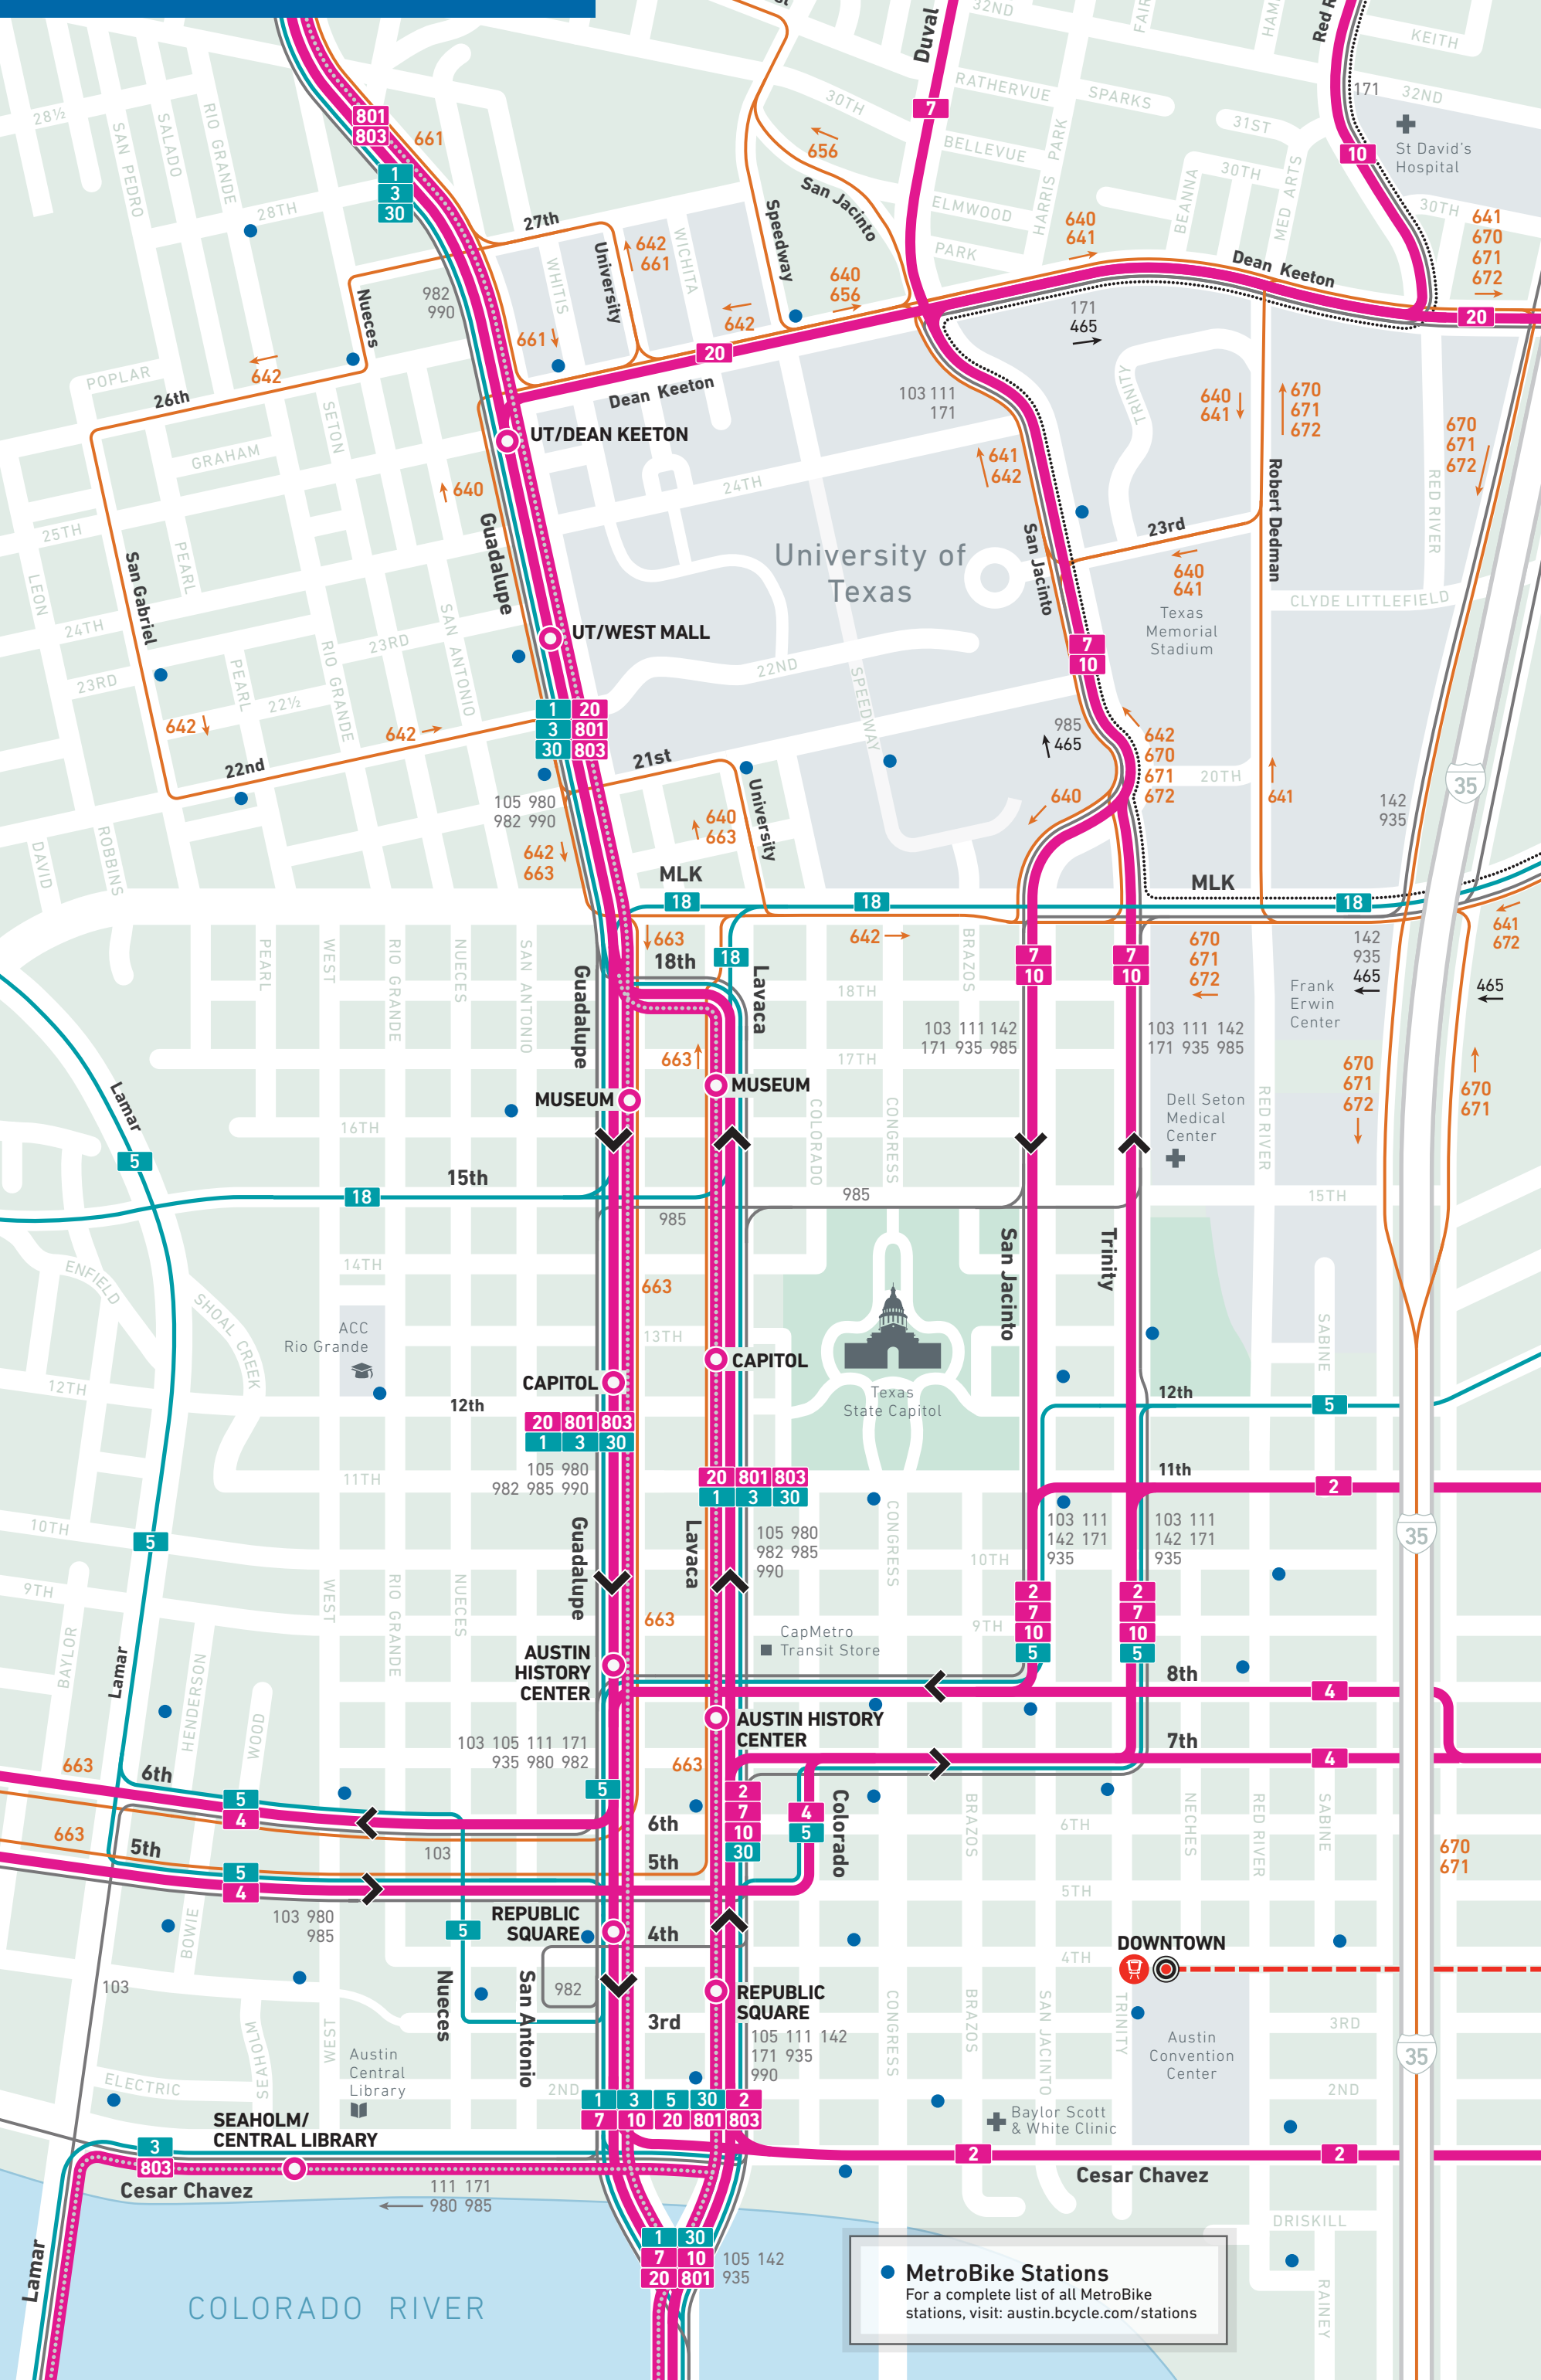 32ND
FAIR
HAM
Red R
KEITH
Duval
RATHERVUE
SPARKS
171
32ND
28½
SAN PEDRO
SALADO
RIO GRANDE
801
803
661
30TH
7
656
31ST
BELLEVUE
HARRIS PARK
10
St David's
Hospital
1
3
30
28TH
27th
San Jacinto
Speedway
ELMWOOD
BEANNA
30TH
MED ARTS
30TH
640
641
641
670
671
672
WHITIS
University
642
661
WICHITA
PARK
Dean Keeton
982
990
Nueces
640
656
642
661
171
465
20
20
642
POPLAR
26th
Dean Keeton
103 111
171
TRINITY
640
641
670
671
672
670
671
672
SETON
GRAHAM
UT/DEAN KEETON
640
24TH
641
642
25TH
PEARL
San Gabriel
Guadalupe
University of
Texas
San Jacinto
23rd
Robert Dedman
RED RIVER
640
641
LEON
CLYDE LITTLEFIELD
Texas
Memorial
Stadium
24TH
23RD
RIO GRANDE
SAN ANTONIO
UT/WEST MALL
7
10
23RD
PEARL
22½
22ND
SPEEDWAY
642
642
1 20
3 801
30 803
985
465
642
670
671
672
22nd
21st
University
20TH
35
105 980
982 990
640
663
640
641
142
935
642
663
DAVID
ROBBINS
MLK
MLK
18
18
18
PEARL
WEST
RIO GRANDE
NUECES
SAN ANTONIO
663
18th
18
642
BRAZOS
7
10
7
10
670
671
672
142
935
465
641
672
465
Guadalupe
Lavaca
18TH
Frank
Erwin
Center
103 111 142
171 935 985
103 111 142
171 935 985
663
17TH
670
671
672
670
671
Lamar
MUSEUM
MUSEUM
COLORADO
CONGRESS
Dell Seton
Medical
Center
RED RIVER
16TH
5
15th
18
985
985
15TH
San Jacinto
Trinity
ENFIELD
14TH
663
SHOAL CREEK
ACC
Rio Grande
13TH
SABINE
CAPITOL
CAPITOL
12TH
Texas
State Capitol
12th
12th
5
20 801 803
1 3 30
105 980
982 985 990
11TH
20 801 803
1 3 30
11th
2
10TH
5
Guadalupe
Lavaca
105 980
982 985
990
CONGRESS
103 111
142 171
935
103 111
142 171
935
35
10TH
9TH
WEST
RIO GRANDE
NUECES
2
7
10
5
2
7
10
5
BAYLOR
Lamar
HENDERSON
663
CapMetro
Transit Store
9TH
AUSTIN
HISTORY
CENTER
8th
4
WOOD
AUSTIN HISTORY
CENTER
103 105 111 171
935 980 982
663
663
7th
4
6th
5
4
5
2
7
10
30
4
5
Colorado
BRAZOS
NECHES
RED RIVER
SABINE
6th
6TH
663
5th
103
5th
670
671
5
4
5TH
103 980
985
BOWIE
REPUBLIC
SQUARE
5
4th
DOWNTOWN
4TH
Nueces
San Antonio
982
103
REPUBLIC
SQUARE
CONGRESS
BRAZOS
SAN JACINTO
TRINITY
3rd
3RD
SEAHOLM
WEST
Austin
Central
Library
105 111 142
171 935
990
Austin
Convention
Center
35
ELECTRIC
2ND
2ND
1 3 5 30 2
7 10 20 801 803
Baylor Scott
& White Clinic
SEAHOLM/
CENTRAL LIBRARY
3
803
2
2
Cesar Chavez
Cesar Chavez
111 171
980 985
DRISKILL
Lamar
1 30
7 10
20 801
105 142
935
COLORADO RIVER
MetroBike Stations
For a complete list of all MetroBike
stations, visit: austin.bcycle.com/stations
RAINEY